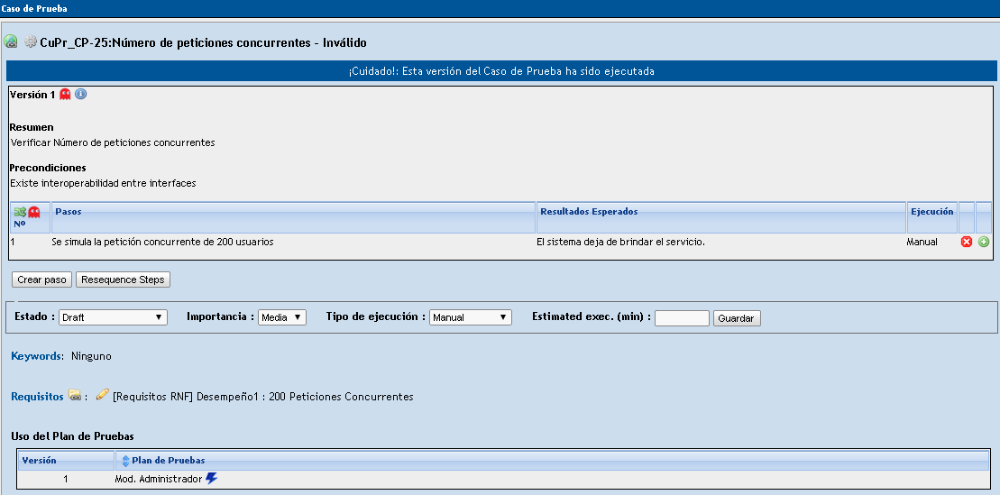 Caso de Prueba
CuPr_CP-25:Número de peticiones concurrentes - Inválido
¡Cuidado!: Esta versión del Caso de Prueba ha sido ejecutada
Versión 1
Resumen
Verificar Número de peticiones concurrentes
Precondiciones
Existe interoperabilidad entre interfaces
Nº Pasos Resultados Esperados Ejecución
1 Se simula la petición concurrente de 200 usuarios El sistema deja de brindar el servicio. Manual
Crear paso Resequence Steps
Estado : Draft Importancia : Media Tipo de ejecución : Manual Estimated exec. (min) : Guardar
Keywords: Ninguno
Requisitos : [Requisitos RNF] Desempeño1 : 200 Peticiones Concurrentes
Uso del Plan de Pruebas
Versión Plan de Pruebas
1 Mod. Administrador